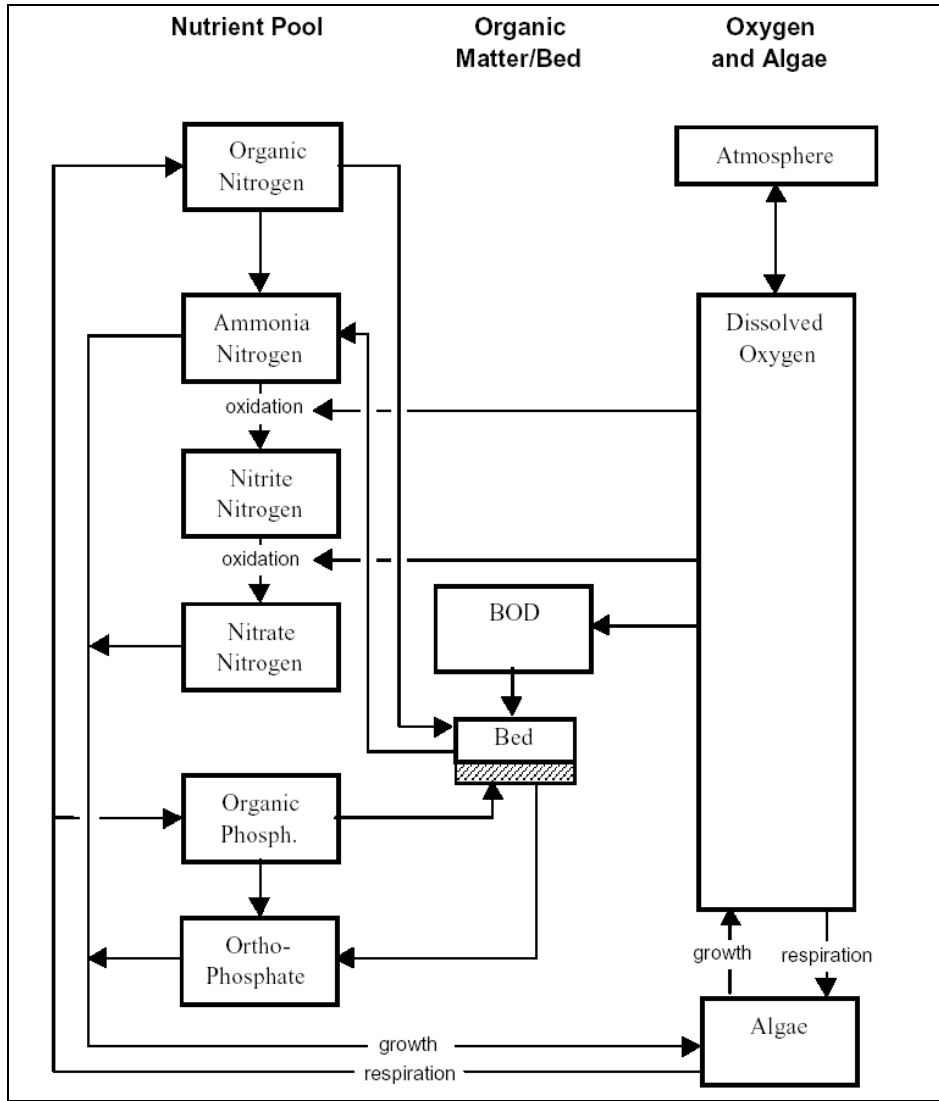 Nutrient Pool
Organic
Matter/Bed
Oxygen
and Algae
Organic
Nitrogen
Atmosphere
Ammonia
Nitrogen
Dissolved
Oxygen
oxidation
Nitrite
Nitrogen
oxidation
BOD
Nitrate
Nitrogen
Bed
Organic
Phosph.
Ortho-
Phosphate
growth
respiration
Algae
growth
respiration